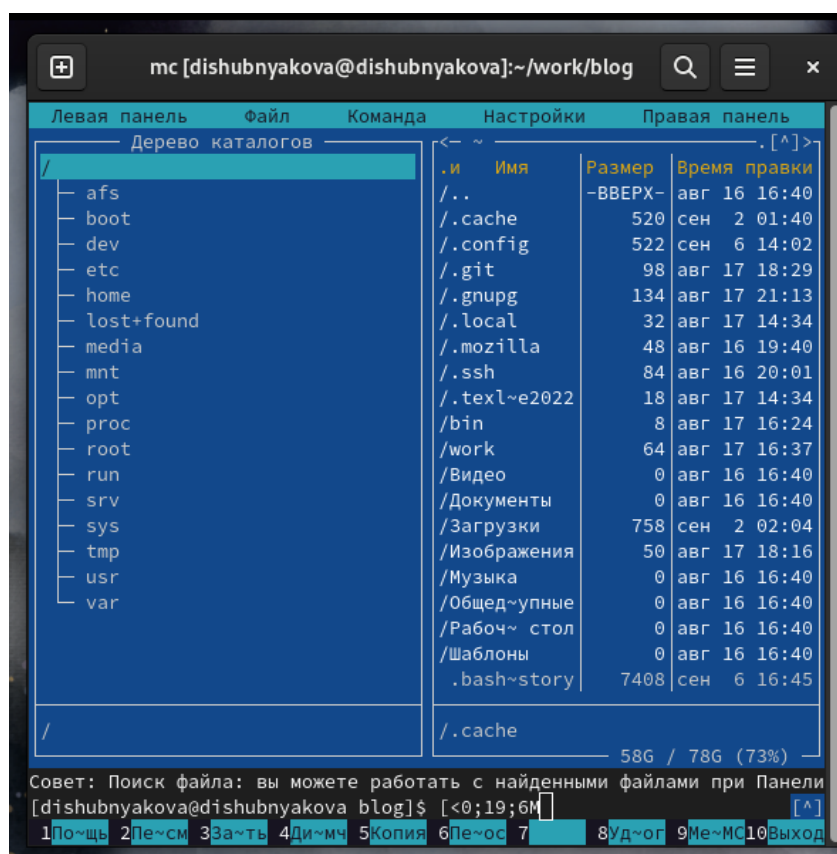 mc [dishubnyakova@dishubnyakova]:~/work/blog
Левая панель Файл Команда Настройки Правая панель
Дерево каталогов
/
afs
boot
dev
etc
home
lost+found
media
mnt
opt
proc
root
run
srv
sys
tmp
usr
var
/
<— ~ .[^]>
.и Имя Размер Время правки
/.. -ВВЕРХ- авг 16 16:40
/.cache 520 сен 2 01:40
/.config 522 сен 6 14:02
/.git 98 авг 17 18:29
/.gnupg 134 авг 17 21:13
/.local 32 авг 17 14:34
/.mozilla 48 авг 16 19:40
/.ssh 84 авг 16 20:01
/.texl~e2022 18 авг 17 14:34
/bin 8 авг 17 16:24
/work 64 авг 17 16:37
/Видео 0 авг 16 16:40
/Документы 0 авг 16 16:40
/Загрузки 758 сен 2 02:04
/Изображения 50 авг 17 18:16
/Музыка 0 авг 16 16:40
/Общед~упные 0 авг 16 16:40
/Рабоч~ стол 0 авг 16 16:40
/Шаблоны 0 авг 16 16:40
.bash~story 7408 сен 6 16:45
/.cache
58G / 78G (73%)
Совет: Поиск файла: вы можете работать с найденными файлами при Панели
[dishubnyakova@dishubnyakova blog]$ [<0;19;6M [^]
1По~щь 2Пе~см 3За~ть 4Ди~мч 5Копия 6Пе~ос 7 8Уд~ог 9Ме~МС 10Выход